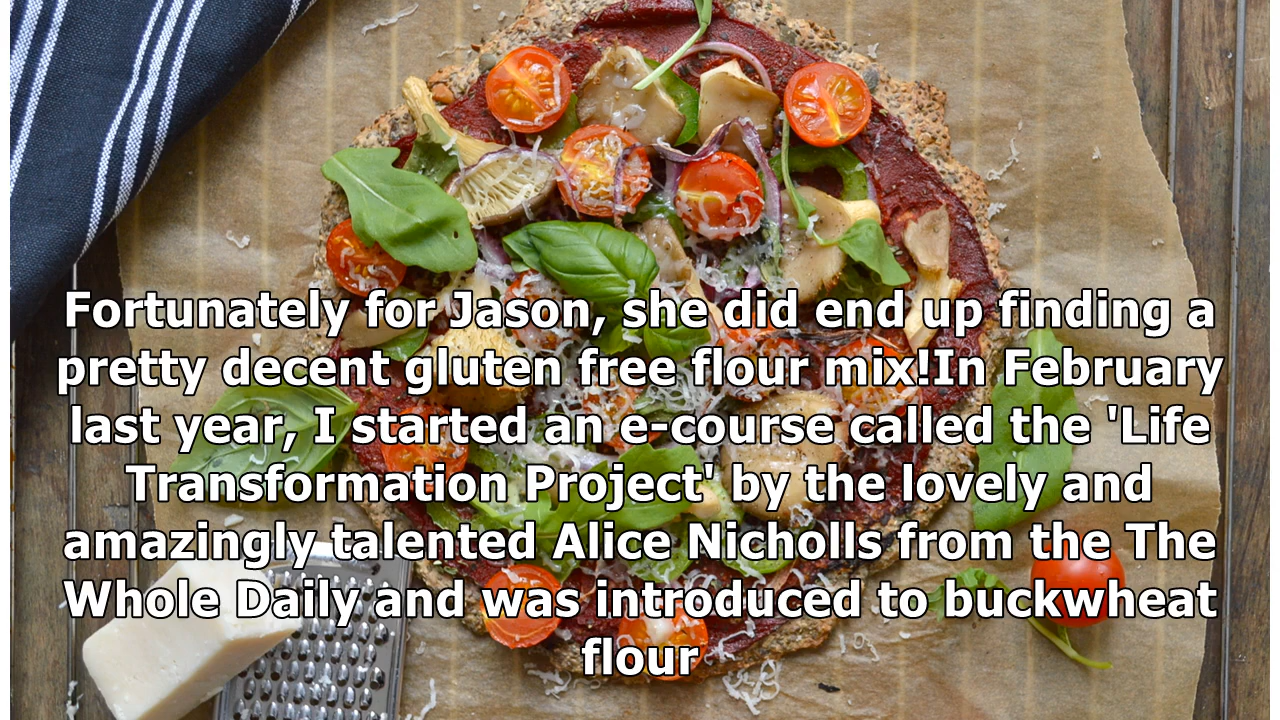 Fortunately for Jason, she did end up finding a
pretty decent gluten free flour mix!In February
last year, I started an e-course called the 'Life
Transformation Project' by the lovely and
amazingly talented Alice Nicholls from the The
Whole Daily and was introduced to buckwheat
flour